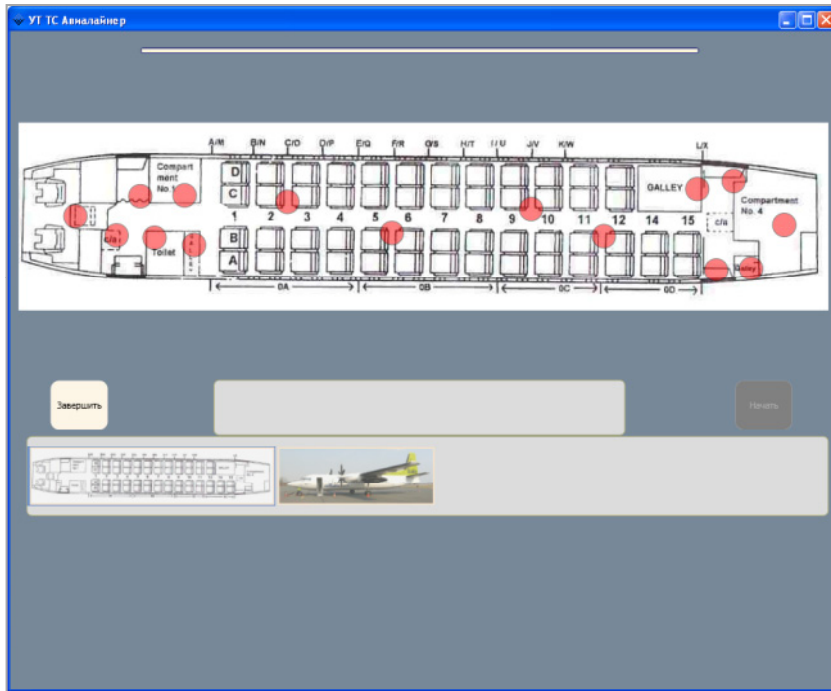 УТ ТС Авиалайнер
A/M B/N C/O D/P E/Q F/R G/S H/T I/U J/V K/W L/X
Compart
ment
No.1
D
C
GALLEY
Compartment
No. 4
1 2 3 4 5 6 7 8 9 10 11 12 14 15
c/a
c/a
B
A
Toilet
Galley
0A 0B 0C 0D
Завершить
Начать